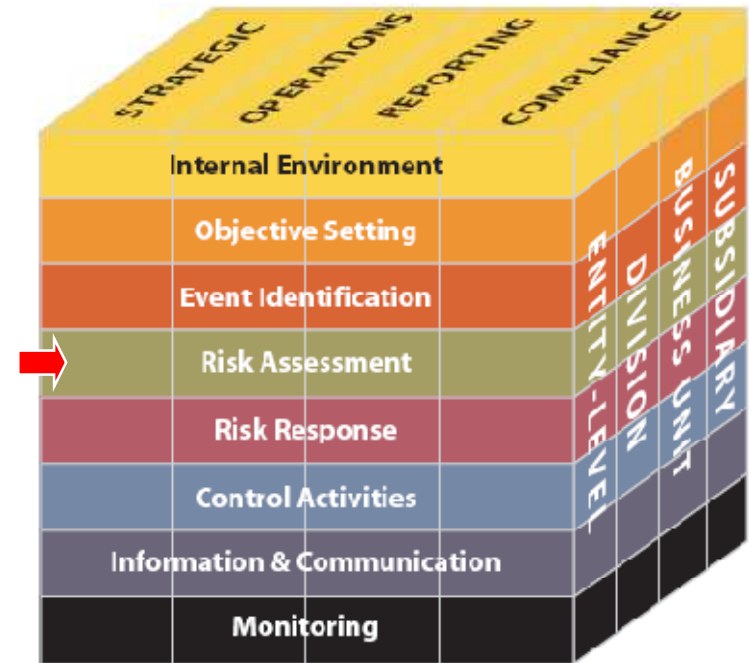 STRATEGIC
OPERATIONS
REPORTING
COMPLIANCE
Internal Environment
Objective Setting
Event Identification
Risk Assessment
Risk Response
Control Activities
Information & Communication
Monitoring
ENTITY-LEVEL
DIVISION
BUSINESS UNIT
SUBSIDIARY